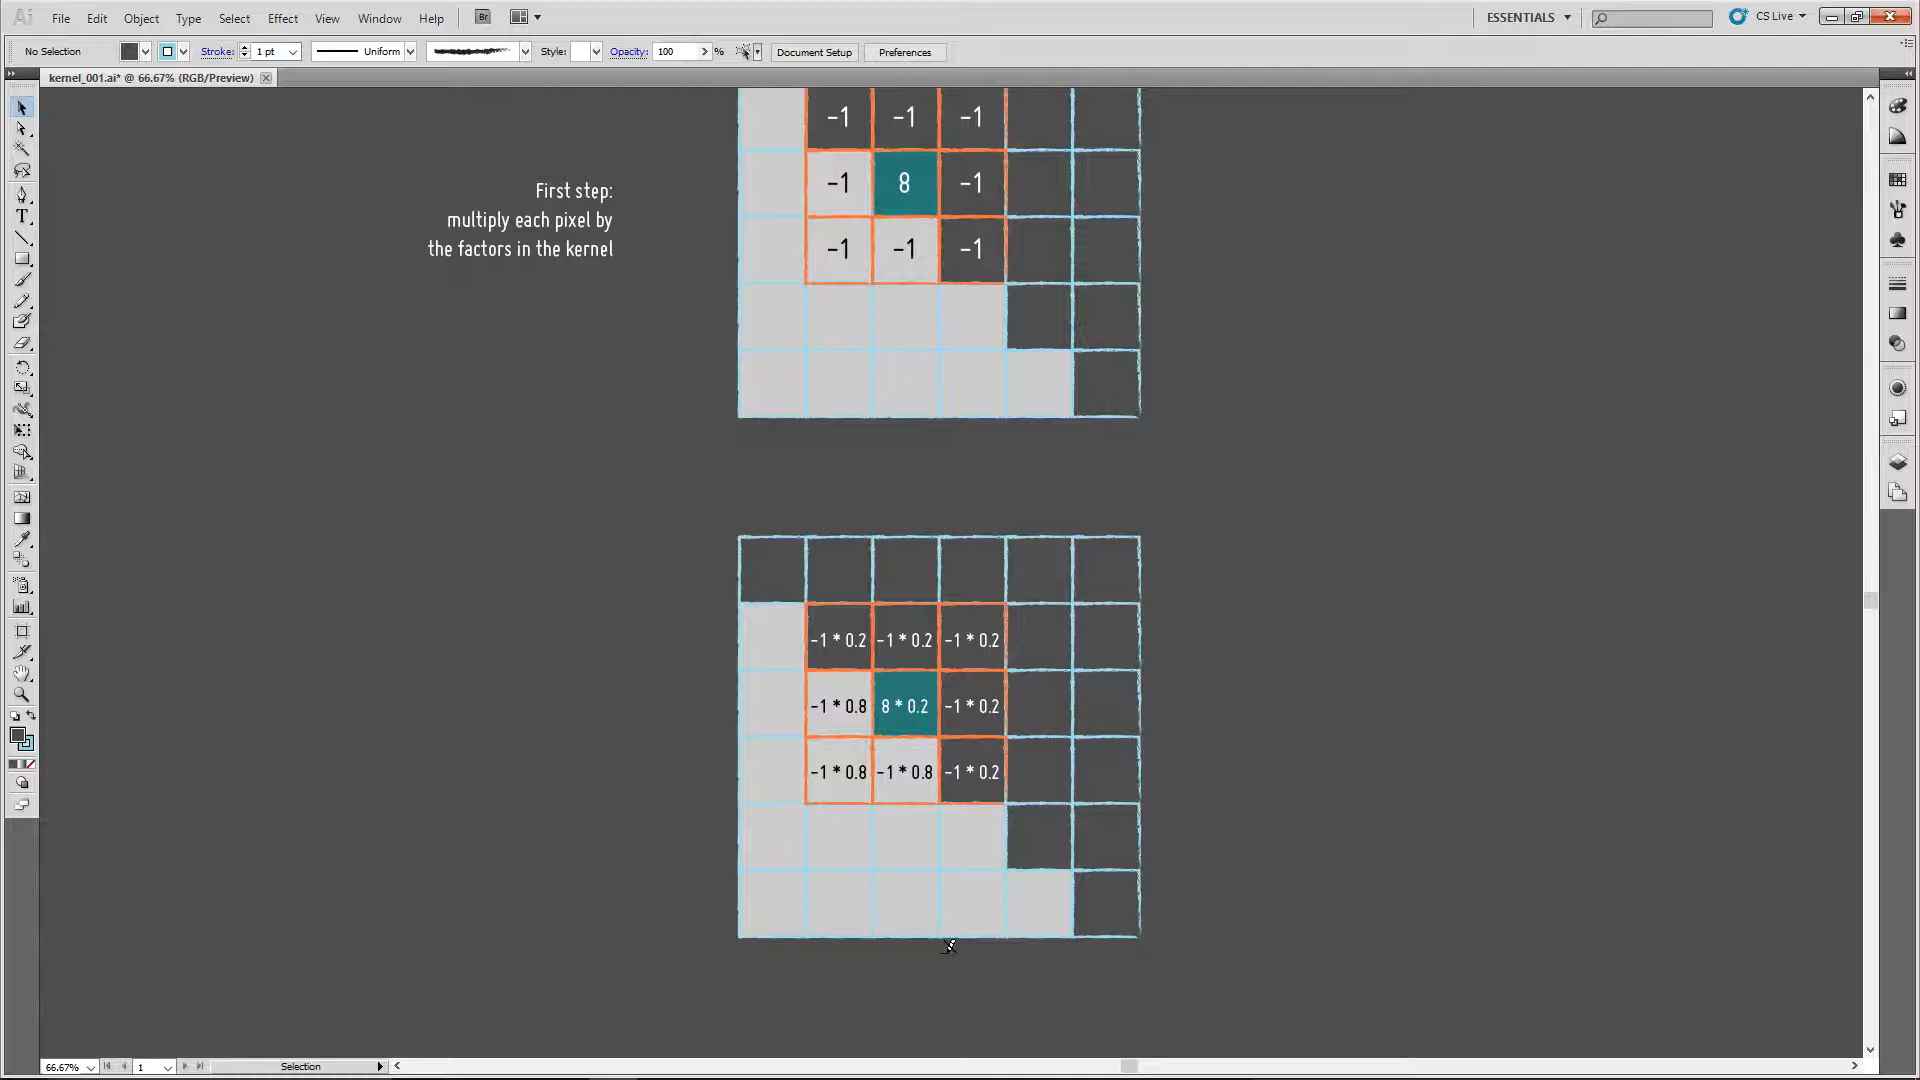 Ai File Edit Object Type Select Effect View Window Help Br ESSENTIALS CS Live
No Selection Stroke: 1 pt Uniform Style: Opacity: 100 % Document Setup Preferences
kernel_001.ai* @ 66.67% (RGB/Preview)
-1 -1 -1
-1 8 -1
-1 -1 -1
First step:
multiply each pixel by
the factors in the kernel
-1 * 0.2 -1 * 0.2 -1 * 0.2
-1 * 0.8 8 * 0.2 -1 * 0.2
-1 * 0.8 -1 * 0.8 -1 * 0.2
66.67% 1 Selection